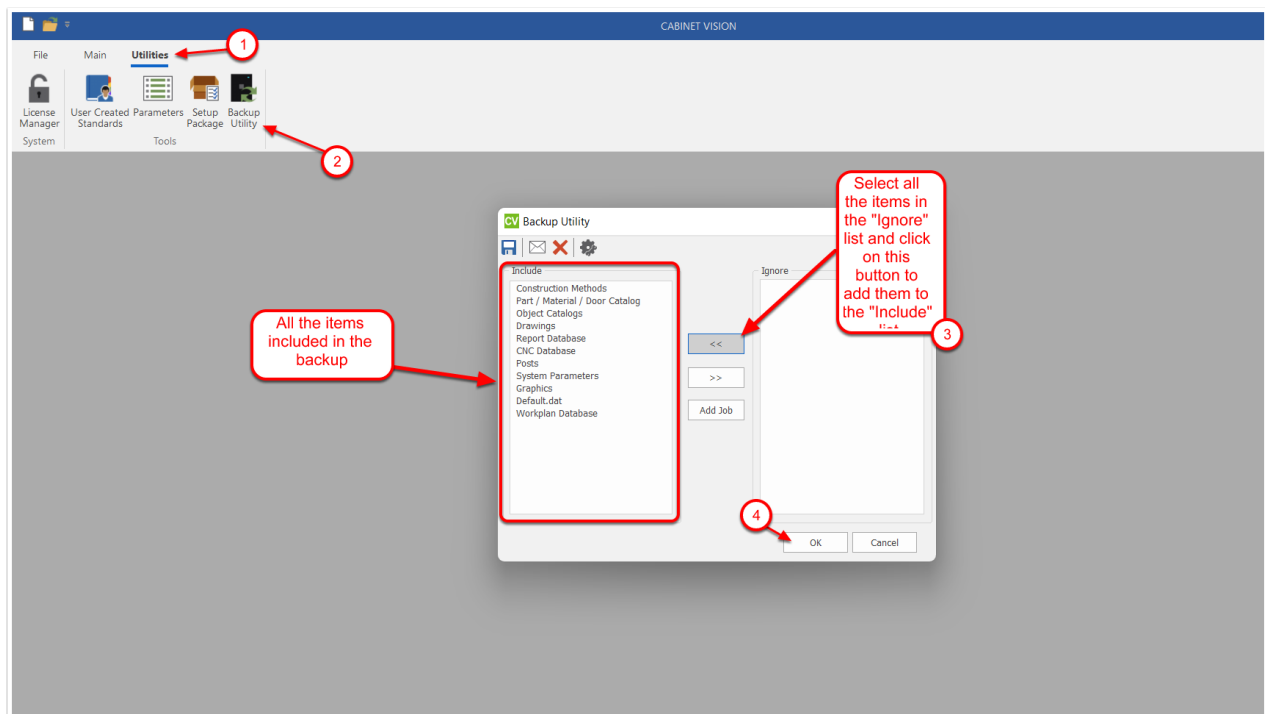 CABINET VISION
1
File Main Utilities
License Manager
User Created Standards
Parameters
Setup Package
Backup Utility
System Tools
2
Select all
the items in
the "Ignore"
list and click
on this
button to
add them to
the "Include"
3
CV Backup Utility
Include
Ignore
Construction Methods
Part / Material / Door Catalog
Object Catalogs
Drawings
Report Database
CNC Database
Posts
System Parameters
Graphics
Default.dat
Workplan Database
All the items
included in the
backup
<<
>>
Add Job
4
OK Cancel